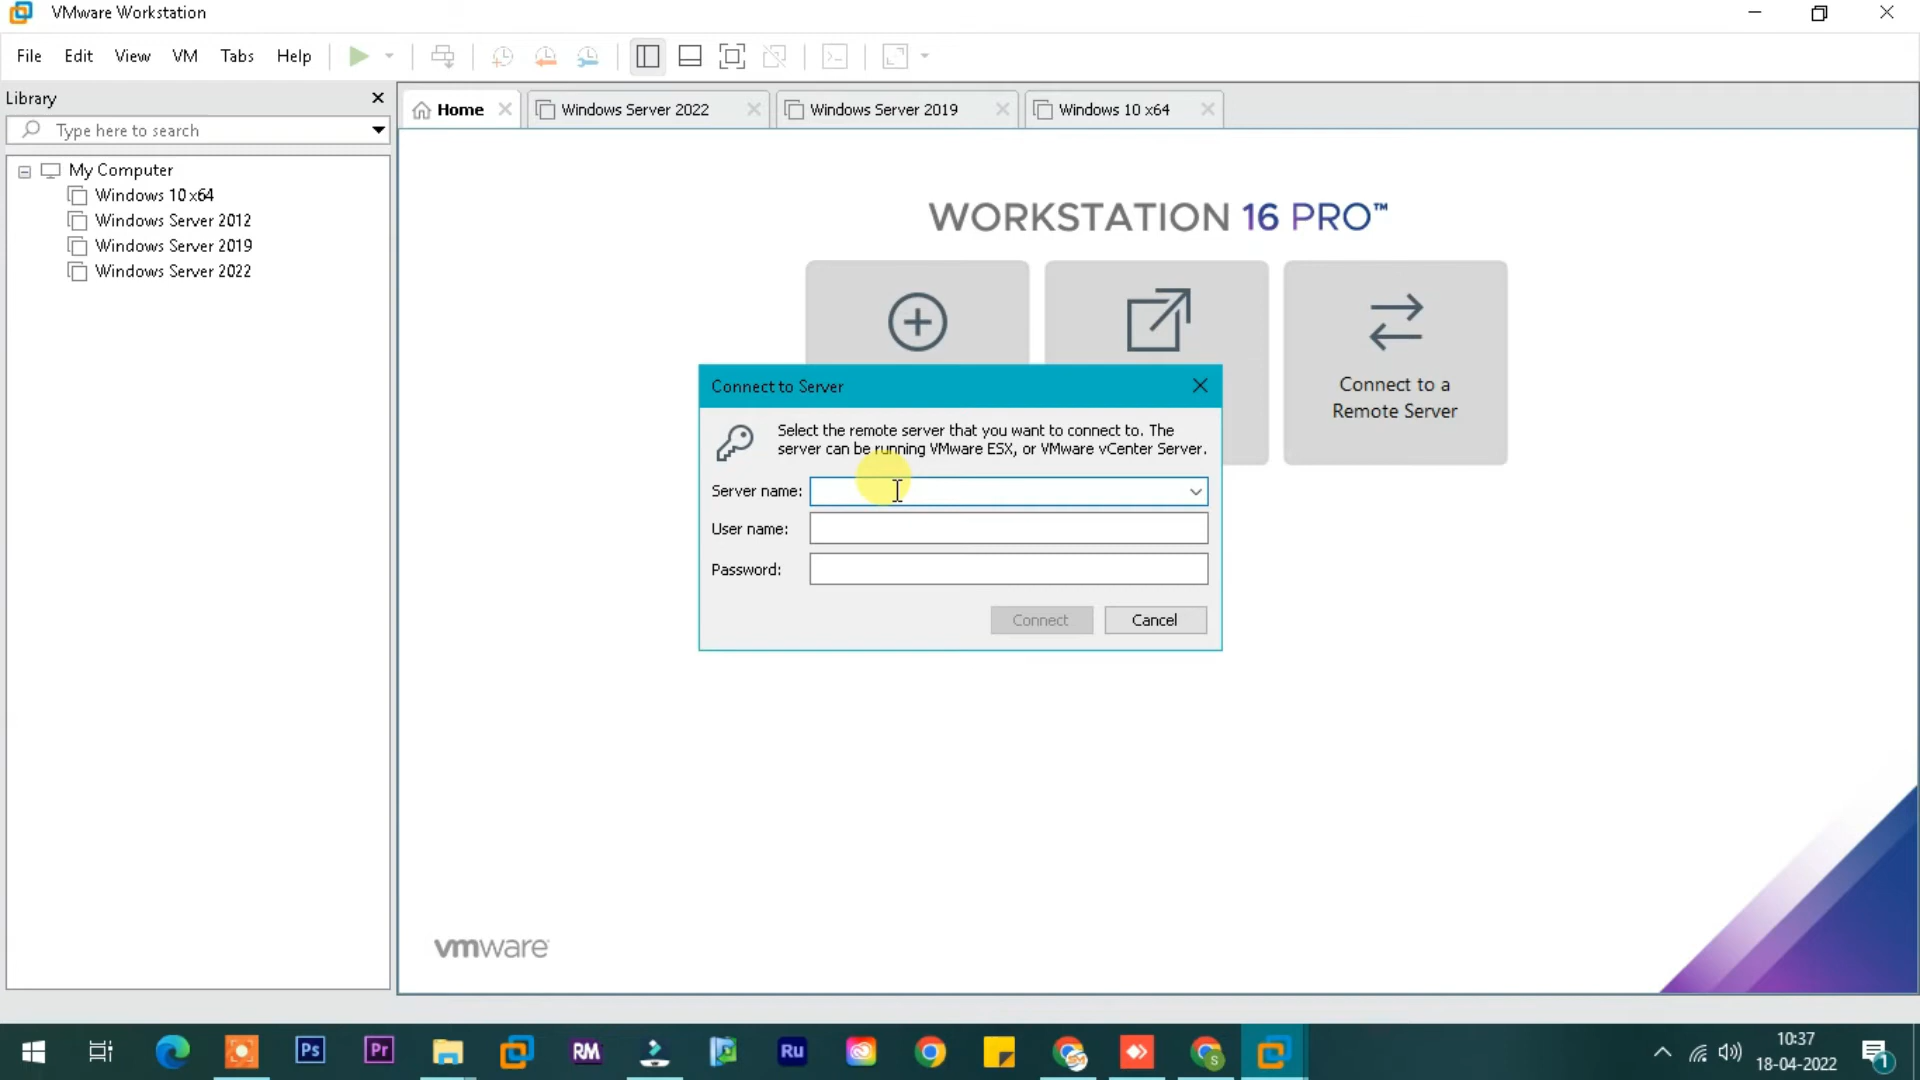 VMware Workstation
File Edit View VM Tabs Help
Library
Type here to search
My Computer
Windows 10 x64
Windows Server 2012
Windows Server 2019
Windows Server 2022
Home
Windows Server 2022
Windows Server 2019
Windows 10 x64
WORKSTATION 16 PRO™
Connect to a
Remote Server
Connect to Server
Select the remote server that you want to connect to. The
server can be running VMware ESX, or VMware vCenter Server.
Server name:
User name:
Password:
Connect Cancel
vmware
Ps
Pr
RM
Ru
S
10:37
18-04-2022
1